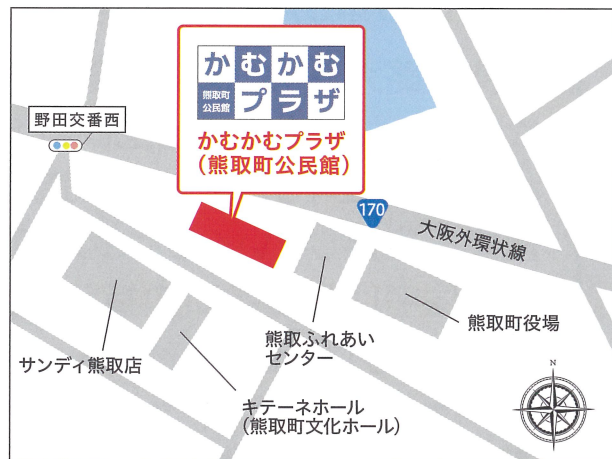 かむかむ
熊取町
公民館
プラザ
野田交番西
かむかむプラザ
(熊取町公民館)
170
大阪外環状線
熊取町役場
熊取ふれあい
センター
サンディ熊取店
キテーネホール
(熊取町文化ホール)
N